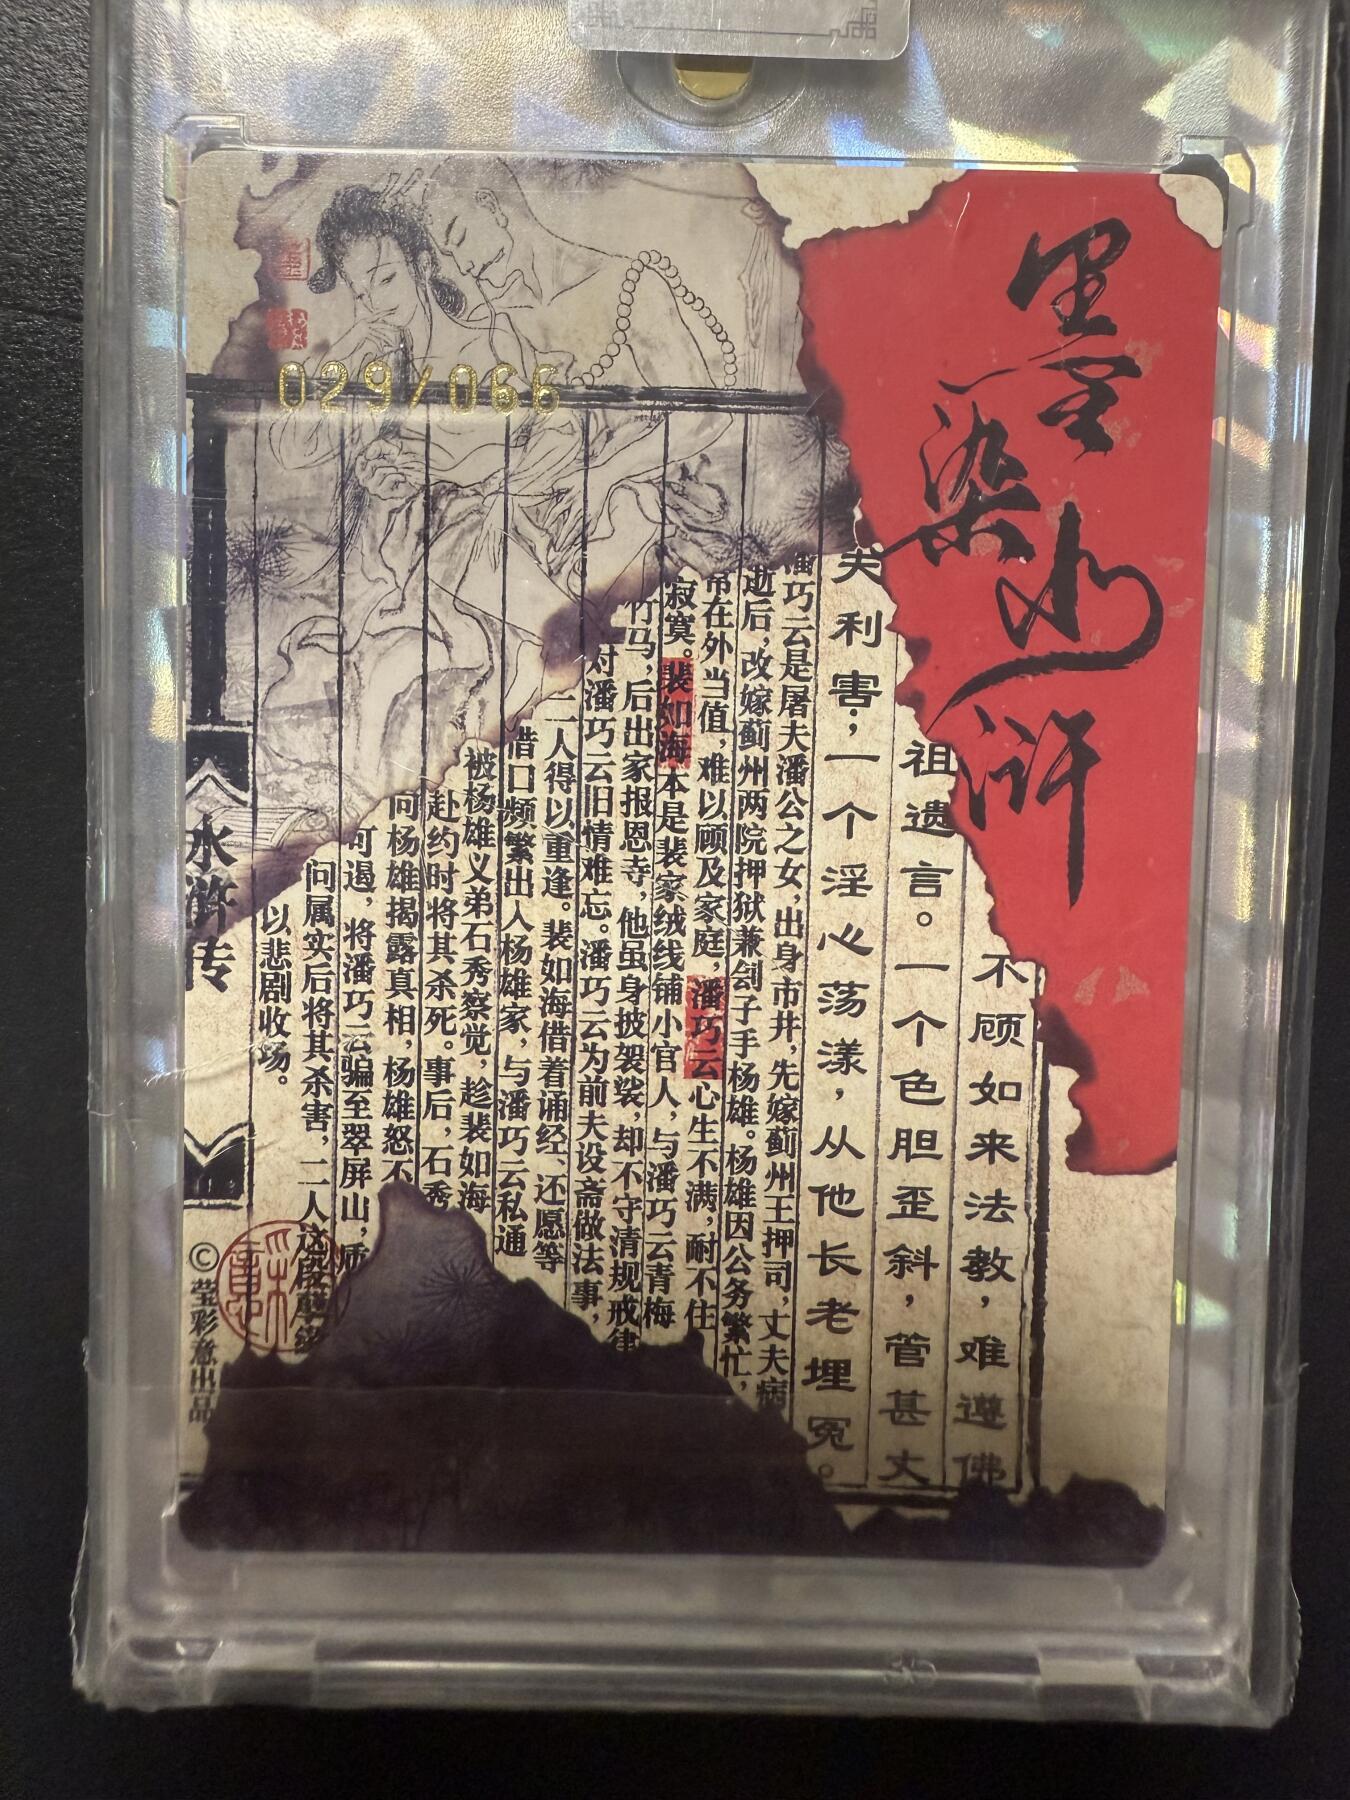 墨染水浒
029/066
不顾如来法教，难遵佛
祖遗言。一个色胆歪斜，管甚丈
夫利害；一个淫心荡漾，从他长老埋冤。
潘巧云是屠夫潘公之女，出身市井，先嫁蓟州王押司，丈夫病
逝后，改嫁蓟州两院押狱兼刽子手杨雄。杨雄因公务繁忙，
常在外当值，难以顾及家庭，潘巧云心生不满，耐不住
寂寞。裴如海本是裴家绒线铺小官人，与潘巧云青梅
竹马，后出家报恩寺，他虽身披袈裟，却不守清规戒律
对潘巧云旧情难忘。潘巧云为前夫设斋做法事，
二人得以重逢。裴如海借着诵经、还愿等
借口频繁出入杨雄家，与潘巧云私通
被杨雄义弟石秀察觉，趁裴如海
赴约时将其杀死。事后，石秀
向杨雄揭露真相，杨雄怒不
可遏，将潘巧云骗至翠屏山，质
问属实后将其杀害，二人这段孽缘
以悲剧收场。
水浒传
©莹彩意出品